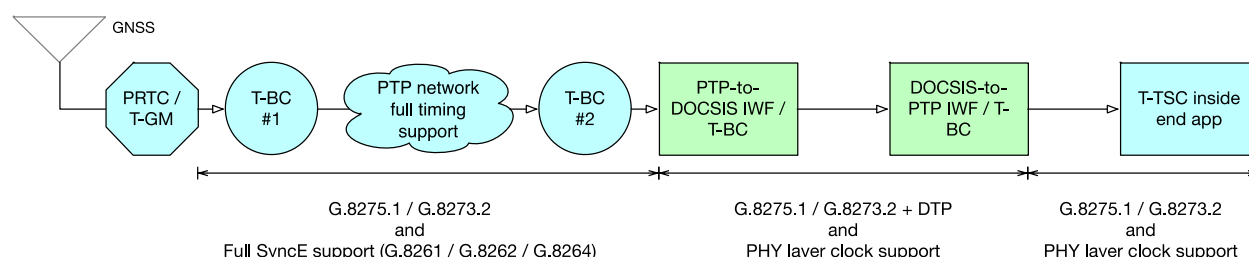 GNSS
PRTC /
T-GM
T-BC
#1
PTP network
full timing
support
T-BC
#2
PTP-to-
DOCSIS IWF /
T-BC
DOCSIS-to-
PTP IWF / T-
BC
T-TSC inside
end app
G.8275.1 / G.8273.2
and
Full SyncE support (G.8261 / G.8262 / G.8264)
G.8275.1 / G.8273.2 + DTP
and
PHY layer clock support
G.8275.1 / G.8273.2
and
PHY layer clock support